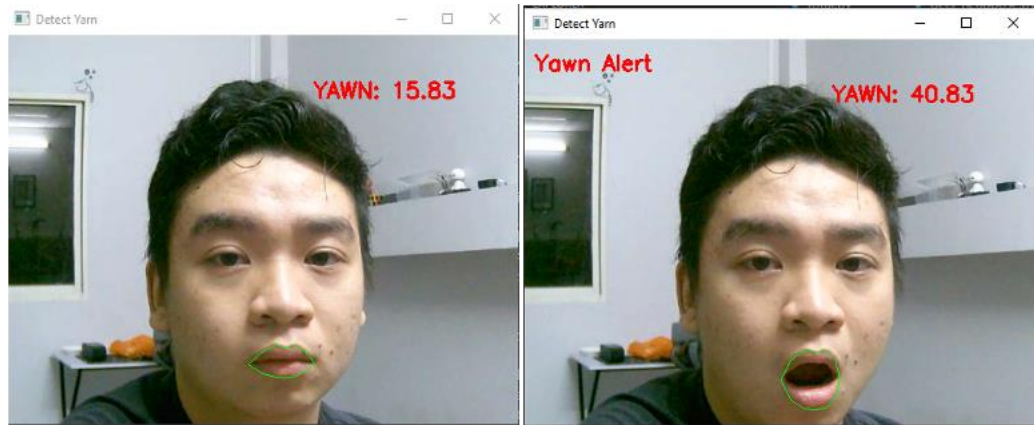 Detect Yarn
YAWN: 15.83
Detect Yarn
Yawn Alert
YAWN: 40.83